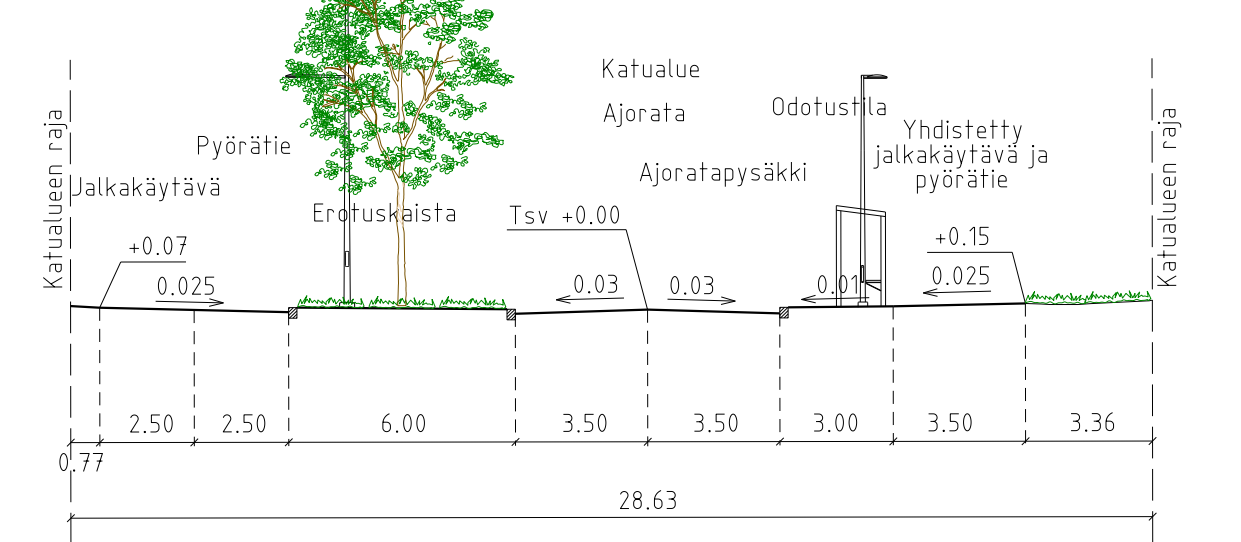 Katualue
Ajorata
Odotustila
Yhdistetty
jalkakäytävä ja
pyörätie
Pyörätie
Ajoratapysäkki
Jalkakäytävä
Erotuskaista
Katualueen raja
Katualueen raja
Tsv +0.00
+0.07
+0.15
0.025
0.03
0.03
0.01
0.025
2.50
2.50
6.00
3.50
3.50
3.00
3.50
3.36
0.77
28.63